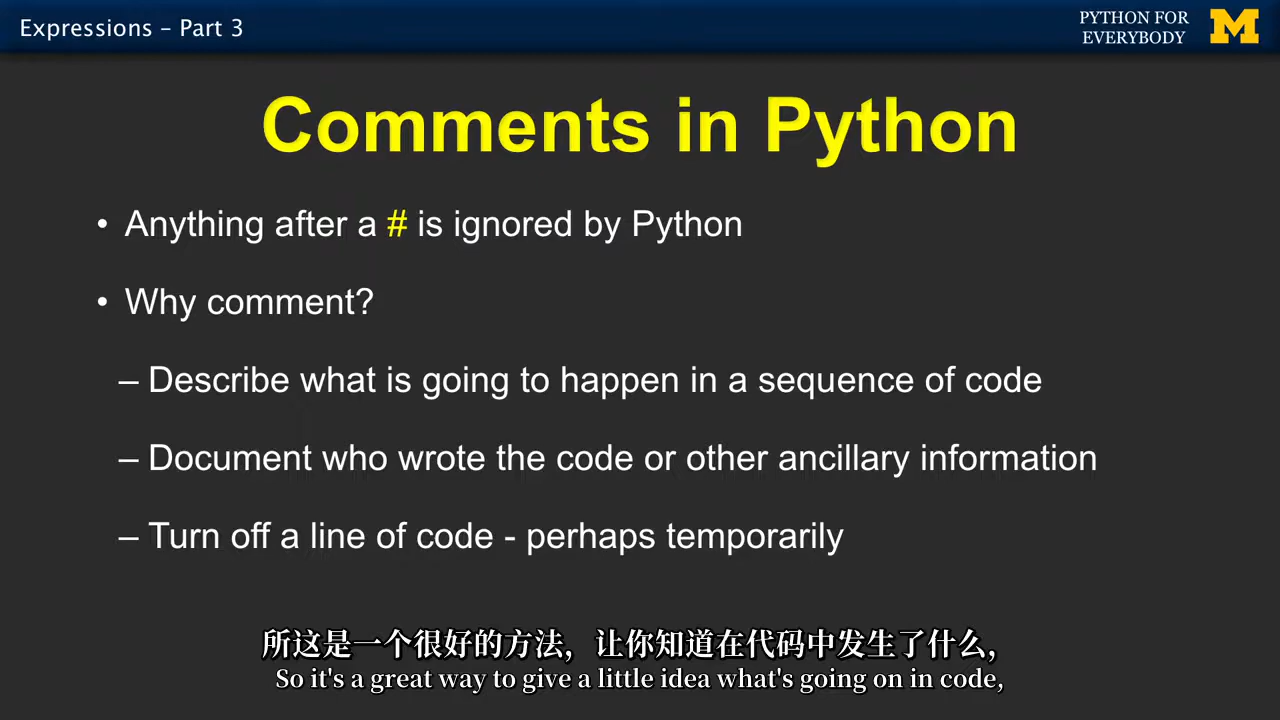 Expressions – Part 3
PYTHON FOR
EVERYBODY
M
Comments in Python
• Anything after a # is ignored by Python
• Why comment?
– Describe what is going to happen in a sequence of code
– Document who wrote the code or other ancillary information
– Turn off a line of code - perhaps temporarily
所这是一个很好的方法，让你知道在代码中发生了什么，
So it's a great way to give a little idea what's going on in code,